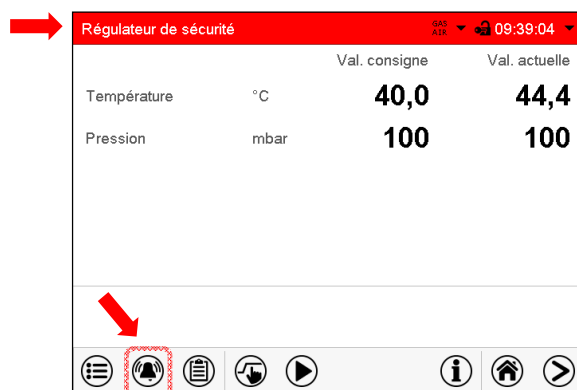 Régulateur de sécurité GAS AIR 09:39:04
Val. consigne Val. actuelle
Température °C 40,0 44,4
Pression mbar 100 100